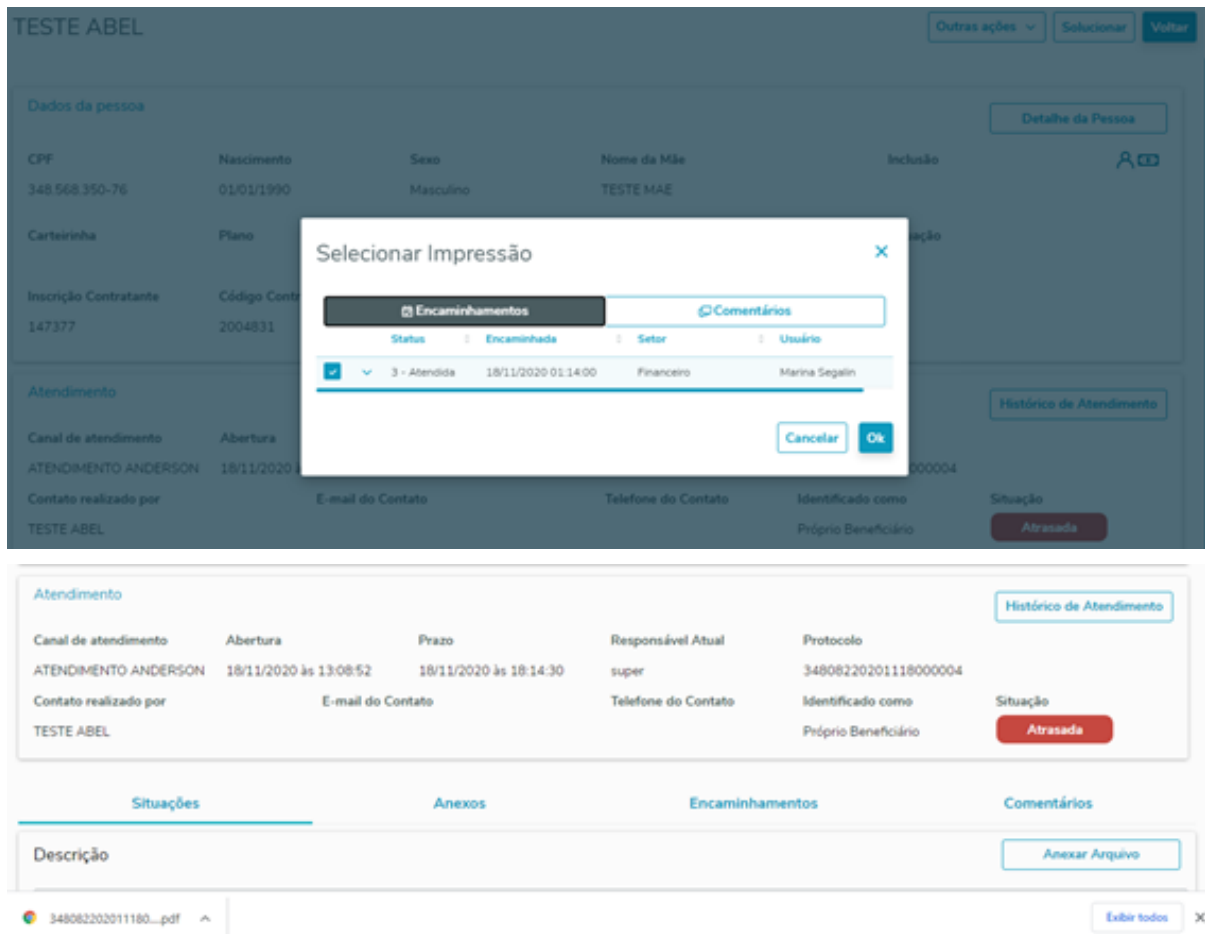 TESTE ABEL
Outras ações Solucionar Voltar
Dados da pessoa
Detalhe da Pessoa
CPF Nascimento Sexo Nome da Mãe Inclusão
348.568.350-76 01/01/1990 Masculino TESTE MAE
Carteirinha Plano uação
Selecionar Impressão
Inscrição Contratante Código Contr
147377 2004831
Encaminhamentos Comentários
Status Encaminhada Setor Usuário
3 - Atendida 18/11/2020 01:14:00 Financeiro Marina Segalin
Cancelar Ok
Atendimento
Histórico de Atendimento
Canal de atendimento Abertura
ATENDIMENTO ANDERSON 18/11/2020 000004
Contato realizado por E-mail do Contato Telefone do Contato Identificado como Situação
TESTE ABEL Próprio Beneficiário Atrasada
Atendimento
Histórico de Atendimento
Canal de atendimento Abertura Prazo Responsável Atual Protocolo
ATENDIMENTO ANDERSON 18/11/2020 às 13:08:52 18/11/2020 às 18:14:30 super 34808220201118000004
Contato realizado por E-mail do Contato Telefone do Contato Identificado como Situação
TESTE ABEL Próprio Beneficiário Atrasada
Situações Anexos Encaminhamentos Comentários
Descrição Anexar Arquivo
348082202011180....pdf Exibir todos